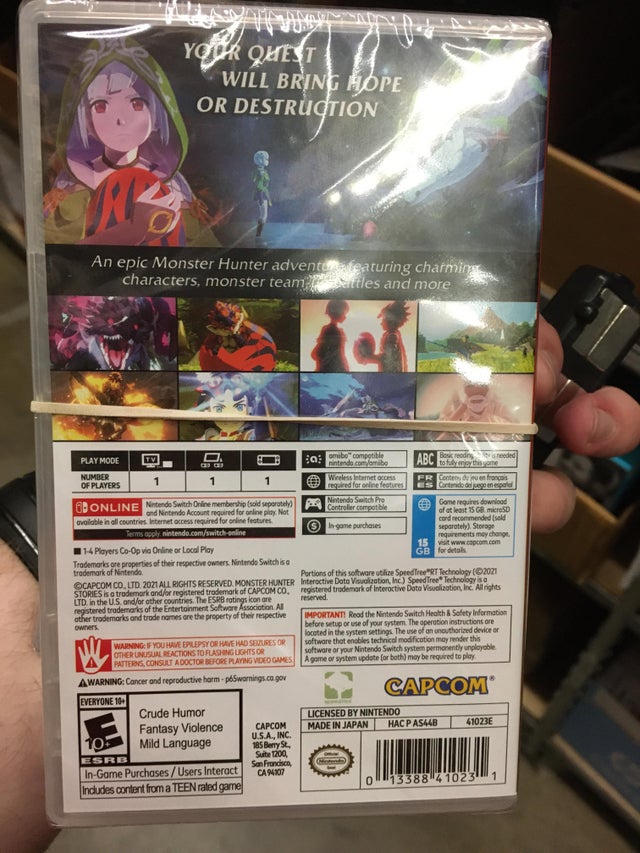 YOUR QUEST
WILL BRING HOPE
OR DESTRUCTION
An epic Monster Hunter featuring charming
characters, monster team battles and more
PLAY MODE
TV
NUMBER
OF PLAYERS
1
1
1
ONLINE
Nintendo Switch Online membership (sold separately)
and Nintendo Account required for online play. Not
available in all countries. Internet access required for online features.
Terms apply. nintendo.com/switch-online
1-4 Players Co-Op via Online or Local Play
Trademarks are properties of their respective owners. Nintendo Switch is a
trademark of Nintendo.
©CAPCOM CO., LTD. 2021 ALL RIGHTS RESERVED. MONSTER HUNTER
STORIES is a trademark and/or registered trademark of CAPCOM CO.,
LTD. in the U.S. and/or other countries. The ESRB ratings icon are
registered trademarks of the Entertainment Software Association. All
other trademarks and trade names are the property of their respective
owners.
WARNING: IF YOU HAVE EPILEPSY OR HAVE HAD SEIZURES OR
OTHER UNUSUAL REACTIONS TO FLASHING LIGHTS OR
PATTERNS, CONSULT A DOCTOR BEFORE PLAYING VIDEO GAMES.
WARNING: Cancer and reproductive harm - p65warnings.ca.gov
amiibo™ compatible
nintendo.com/amiibo
Wireless Internet access
required for online features
Nintendo Switch Pro
Controller compatible
$ In-game purchases
ABC
Basic reading is needed
to fully enjoy this game
FR
ES
Contenu du jeu en français
Contenido del juego en español
15
GB
Game requires download
of at least 15 GB. microSD
card recommended (sold
separately). Storage
requirements may change,
visit www.capcom.com
for details.
Portions of this software utilize SpeedTree®RT Technology (©2021
Interactive Data Visualization, Inc.) SpeedTree® Technology is a
registered trademark of Interactive Data Visualization, Inc. All rights
reserved.
IMPORTANT! Read the Nintendo Switch Health & Safety Information
before setup or use of your system. The operation instructions are
located in the system settings. The use of an unauthorized device or
software that enables technical modification may render this
software or your Nintendo Switch system permanently unplayable.
A game or system update (or both) may be required to play.
CAPCOM®
EVERYONE 10+
E
10+
ESRB
Crude Humor
Fantasy Violence
Mild Language
In-Game Purchases / Users Interact
Includes content from a TEEN rated game
CAPCOM
U.S.A., INC.
185 Berry St.,
Suite 1200,
San Francisco,
CA 94107
LICENSED BY NINTENDO
MADE IN JAPAN
HAC P AS44B
41023E
Official
Nintendo
Seal
0 13388 41023 1